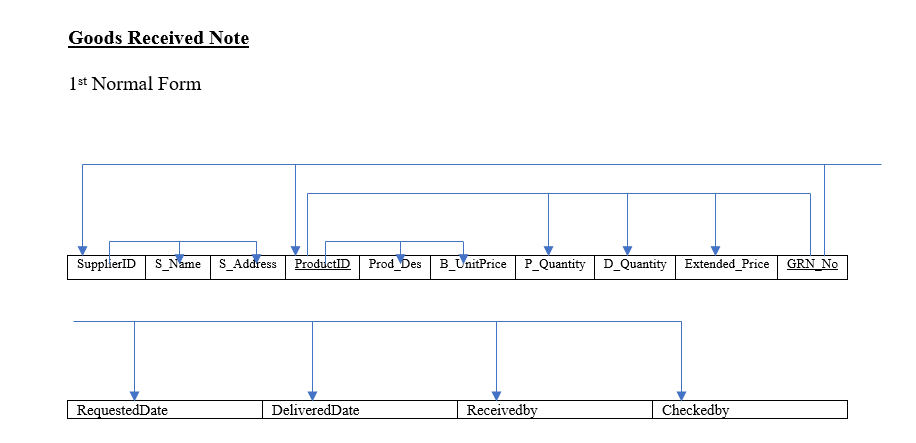 Goods Received Note
1st Normal Form
SupplierID S_Name S_Address ProductID Prod_Des B_UnitPrice P_Quantity D_Quantity Extended_Price GRN_No
RequestedDate DeliveredDate Receivedby Checkedby